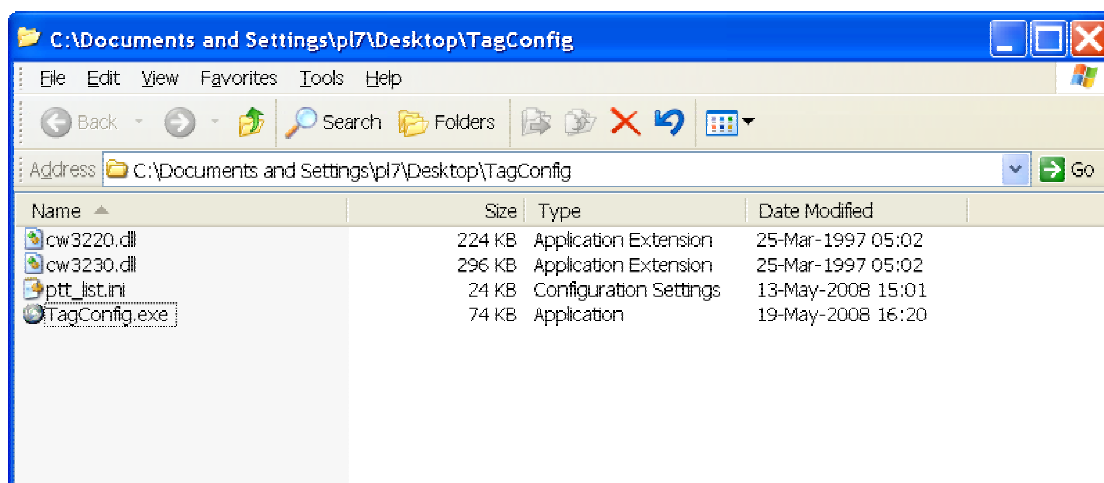 C:\Documents and Settings\pl7\Desktop\TagConfig
File Edit View Favorites Tools Help
Back Search Folders
Address C:\Documents and Settings\pl7\Desktop\TagConfig Go
Name Size Type Date Modified
cw3220.dll 224 KB Application Extension 25-Mar-1997 05:02
cw3230.dll 296 KB Application Extension 25-Mar-1997 05:02
ptt_list.ini 24 KB Configuration Settings 13-May-2008 15:01
TagConfig.exe 74 KB Application 19-May-2008 16:20